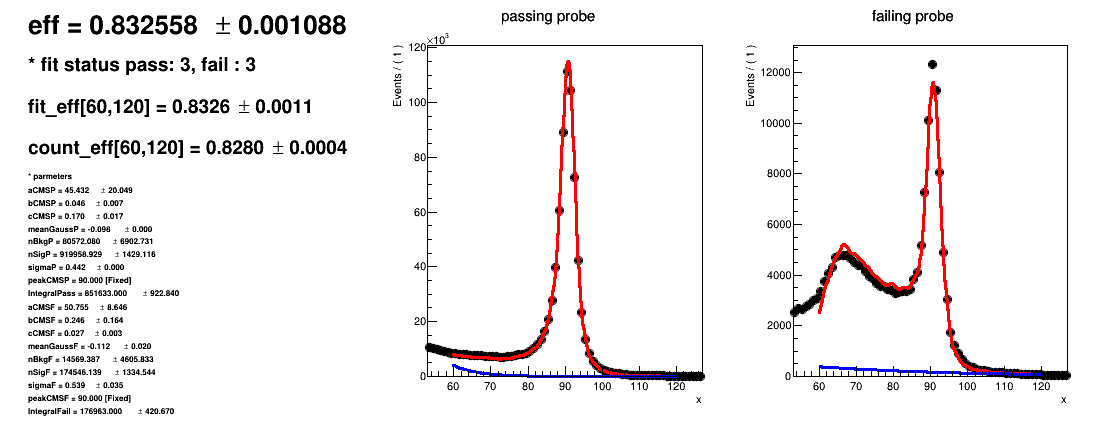 eff = 0.832558 ± 0.001088
* fit status pass: 3, fail : 3
fit_eff[60,120] = 0.8326 ± 0.0011
count_eff[60,120] = 0.8280 ± 0.0004
* parmeters
aCMSP = 45.432 ± 20.049
bCMSP = 0.046 ± 0.007
cCMSP = 0.170 ± 0.017
meanGaussP = -0.098 ± 0.000
nBkgP = 80572.080 ± 6902.731
nSigP = 919958.929 ± 1429.116
sigmaP = 0.442 ± 0.000
peakCMSP = 90.000 [Fixed]
IntegralPass = 851633.000 ± 922.840
aCMSF = 50.755 ± 8.646
bCMSF = 0.246 ± 0.164
cCMSF = 0.027 ± 0.003
meanGaussF = -0.112 ± 0.020
nBkgF = 14569.387 ± 4605.833
nSigF = 174546.139 ± 1334.544
sigmaF = 0.539 ± 0.035
peakCMSF = 90.000 [Fixed]
IntegralFail = 176963.000 ± 420.670
passing probe
×10³
Events / ( 1 )
120
100
80
60
40
20
0
60 70 80 90 100 110 120
x
failing probe
Events / ( 1 )
12000
10000
8000
6000
4000
2000
0
60 70 80 90 100 110 120
x